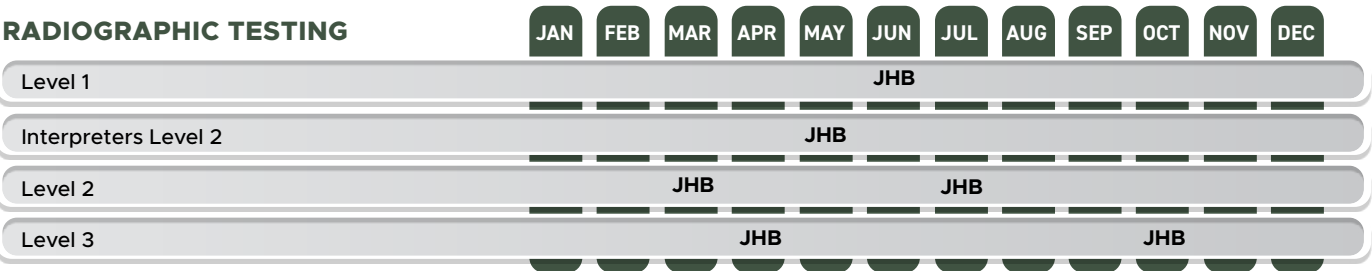 RADIOGRAPHIC TESTING JAN FEB MAR APR MAY JUN JUL AUG SEP OCT NOV DEC
Level 1 JHB
Interpreters Level 2 JHB
Level 2 JHB JHB
Level 3 JHB JHB